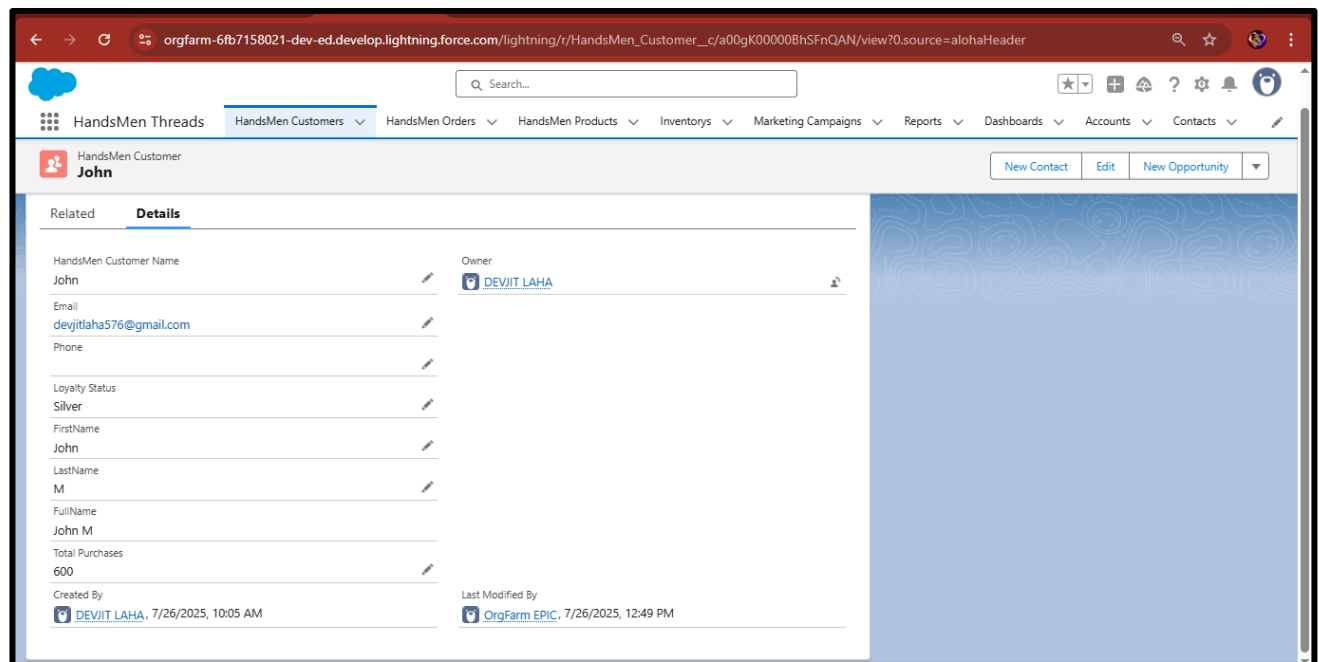 orgfarm-6fb7158021-dev-ed.develop.lightning.force.com/lightning/r/HandsMen_Customer__c/a00gK00000BhSFnQAN/view?0.source=alohaHeader
Search...
HandsMen Threads HandsMen Customers HandsMen Orders HandsMen Products Inventorys Marketing Campaigns Reports Dashboards Accounts Contacts
HandsMen Customer
John
New Contact Edit New Opportunity
Related Details
HandsMen Customer Name Owner
John DEVJIT LAHA
Email
devjitlaha576@gmail.com
Phone
Loyalty Status
Silver
FirstName
John
LastName
M
FullName
John M
Total Purchases
600
Created By Last Modified By
DEVJIT LAHA, 7/26/2025, 10:05 AM OrgFarm EPIC, 7/26/2025, 12:49 PM